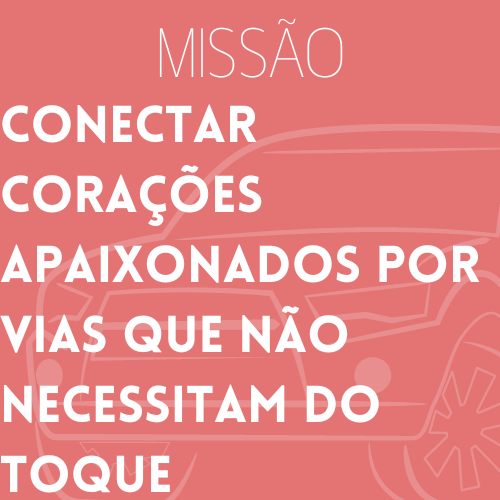 MISSÃO
CONECTAR
CORAÇÕES
APAIXONADOS POR
VIAS QUE NÃO
NECESSITAM DO
TOQUE